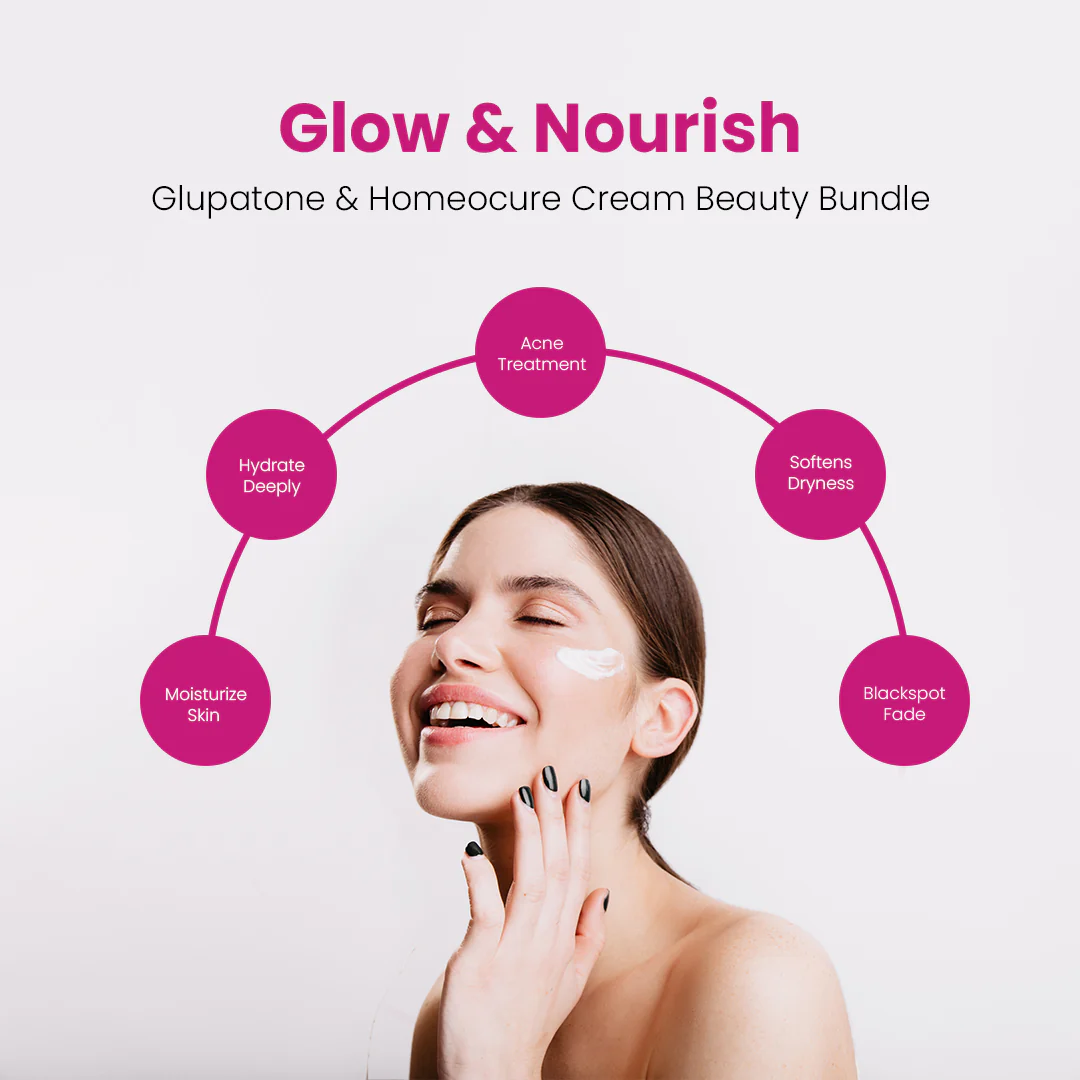 Glow & Nourish
Glupatone & Homeocure Cream Beauty Bundle
Acne
Treatment
Hydrate
Deeply
Softens
Dryness
Moisturize
Skin
Blackspot
Fade